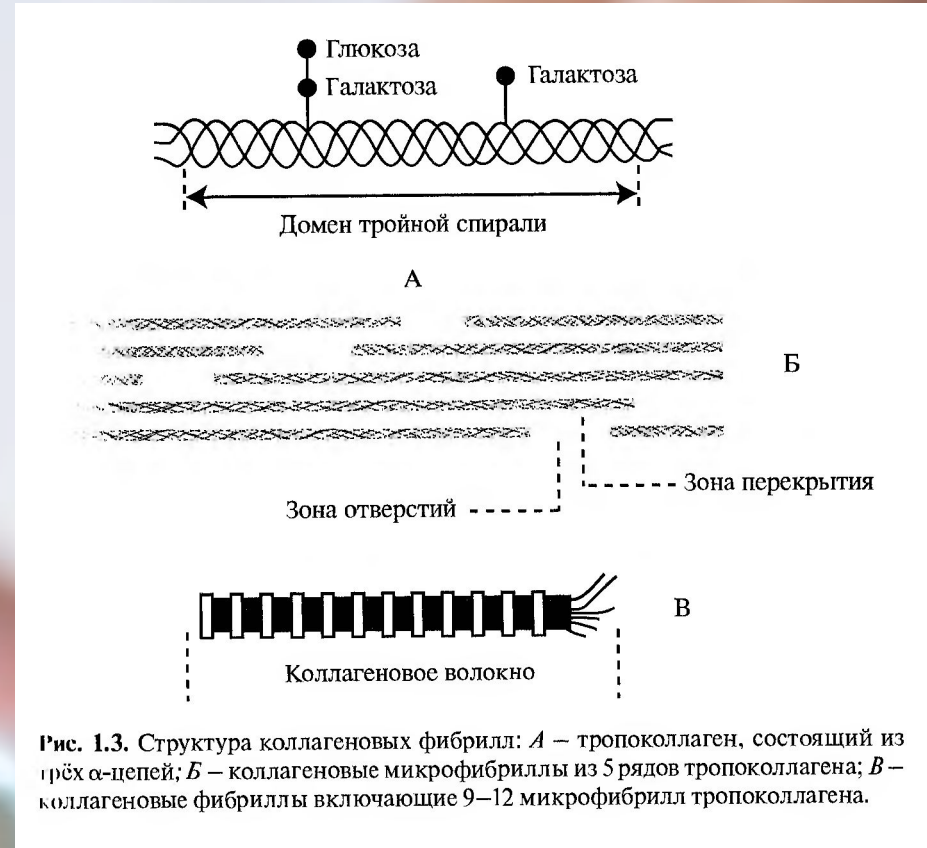 Глюкоза
Галактоза
Галактоза
Домен тройной спирали
А
Б
Зона перекрытия
Зона отверстий
В
Коллагеновое волокно
Рис. 1.3. Структура коллагеновых фибрилл: А – тропоколлаген, состоящий из
трёх α-цепей; Б – коллагеновые микрофибриллы из 5 рядов тропоколлагена; В –
коллагеновые фибриллы включающие 9–12 микрофибрилл тропоколлагена.